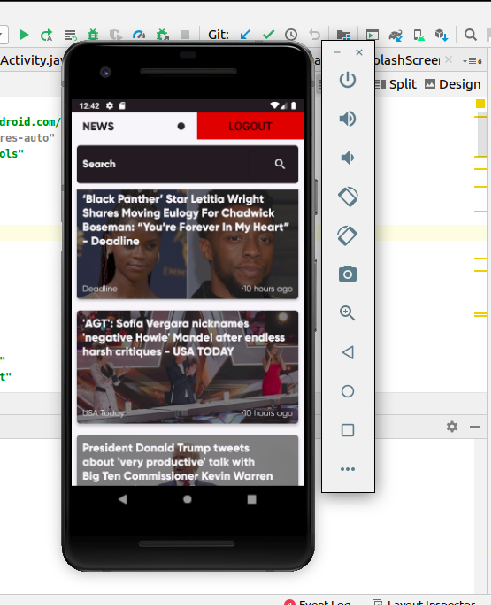 Git:
Activity.jav
plashScreen
Split
Design
droid.com/
res-auto"
ols"
12:42
NEWS
LOGOUT
Search
'Black Panther' Star Letitia Wright
Shares Moving Eulogy For Chadwick
Boseman: "You're Forever In My Heart"
– Deadline
Deadline
10 hours ago
'AGT': Sofia Vergara nicknames
'negative Howie' Mandel after endless
harsh critiques - USA TODAY
USA Today
10 hours ago
President Donald Trump tweets
about 'very productive' talk with
Big Ten Commissioner Kevin Warren
"
t"
Event Log
Layout Inspector